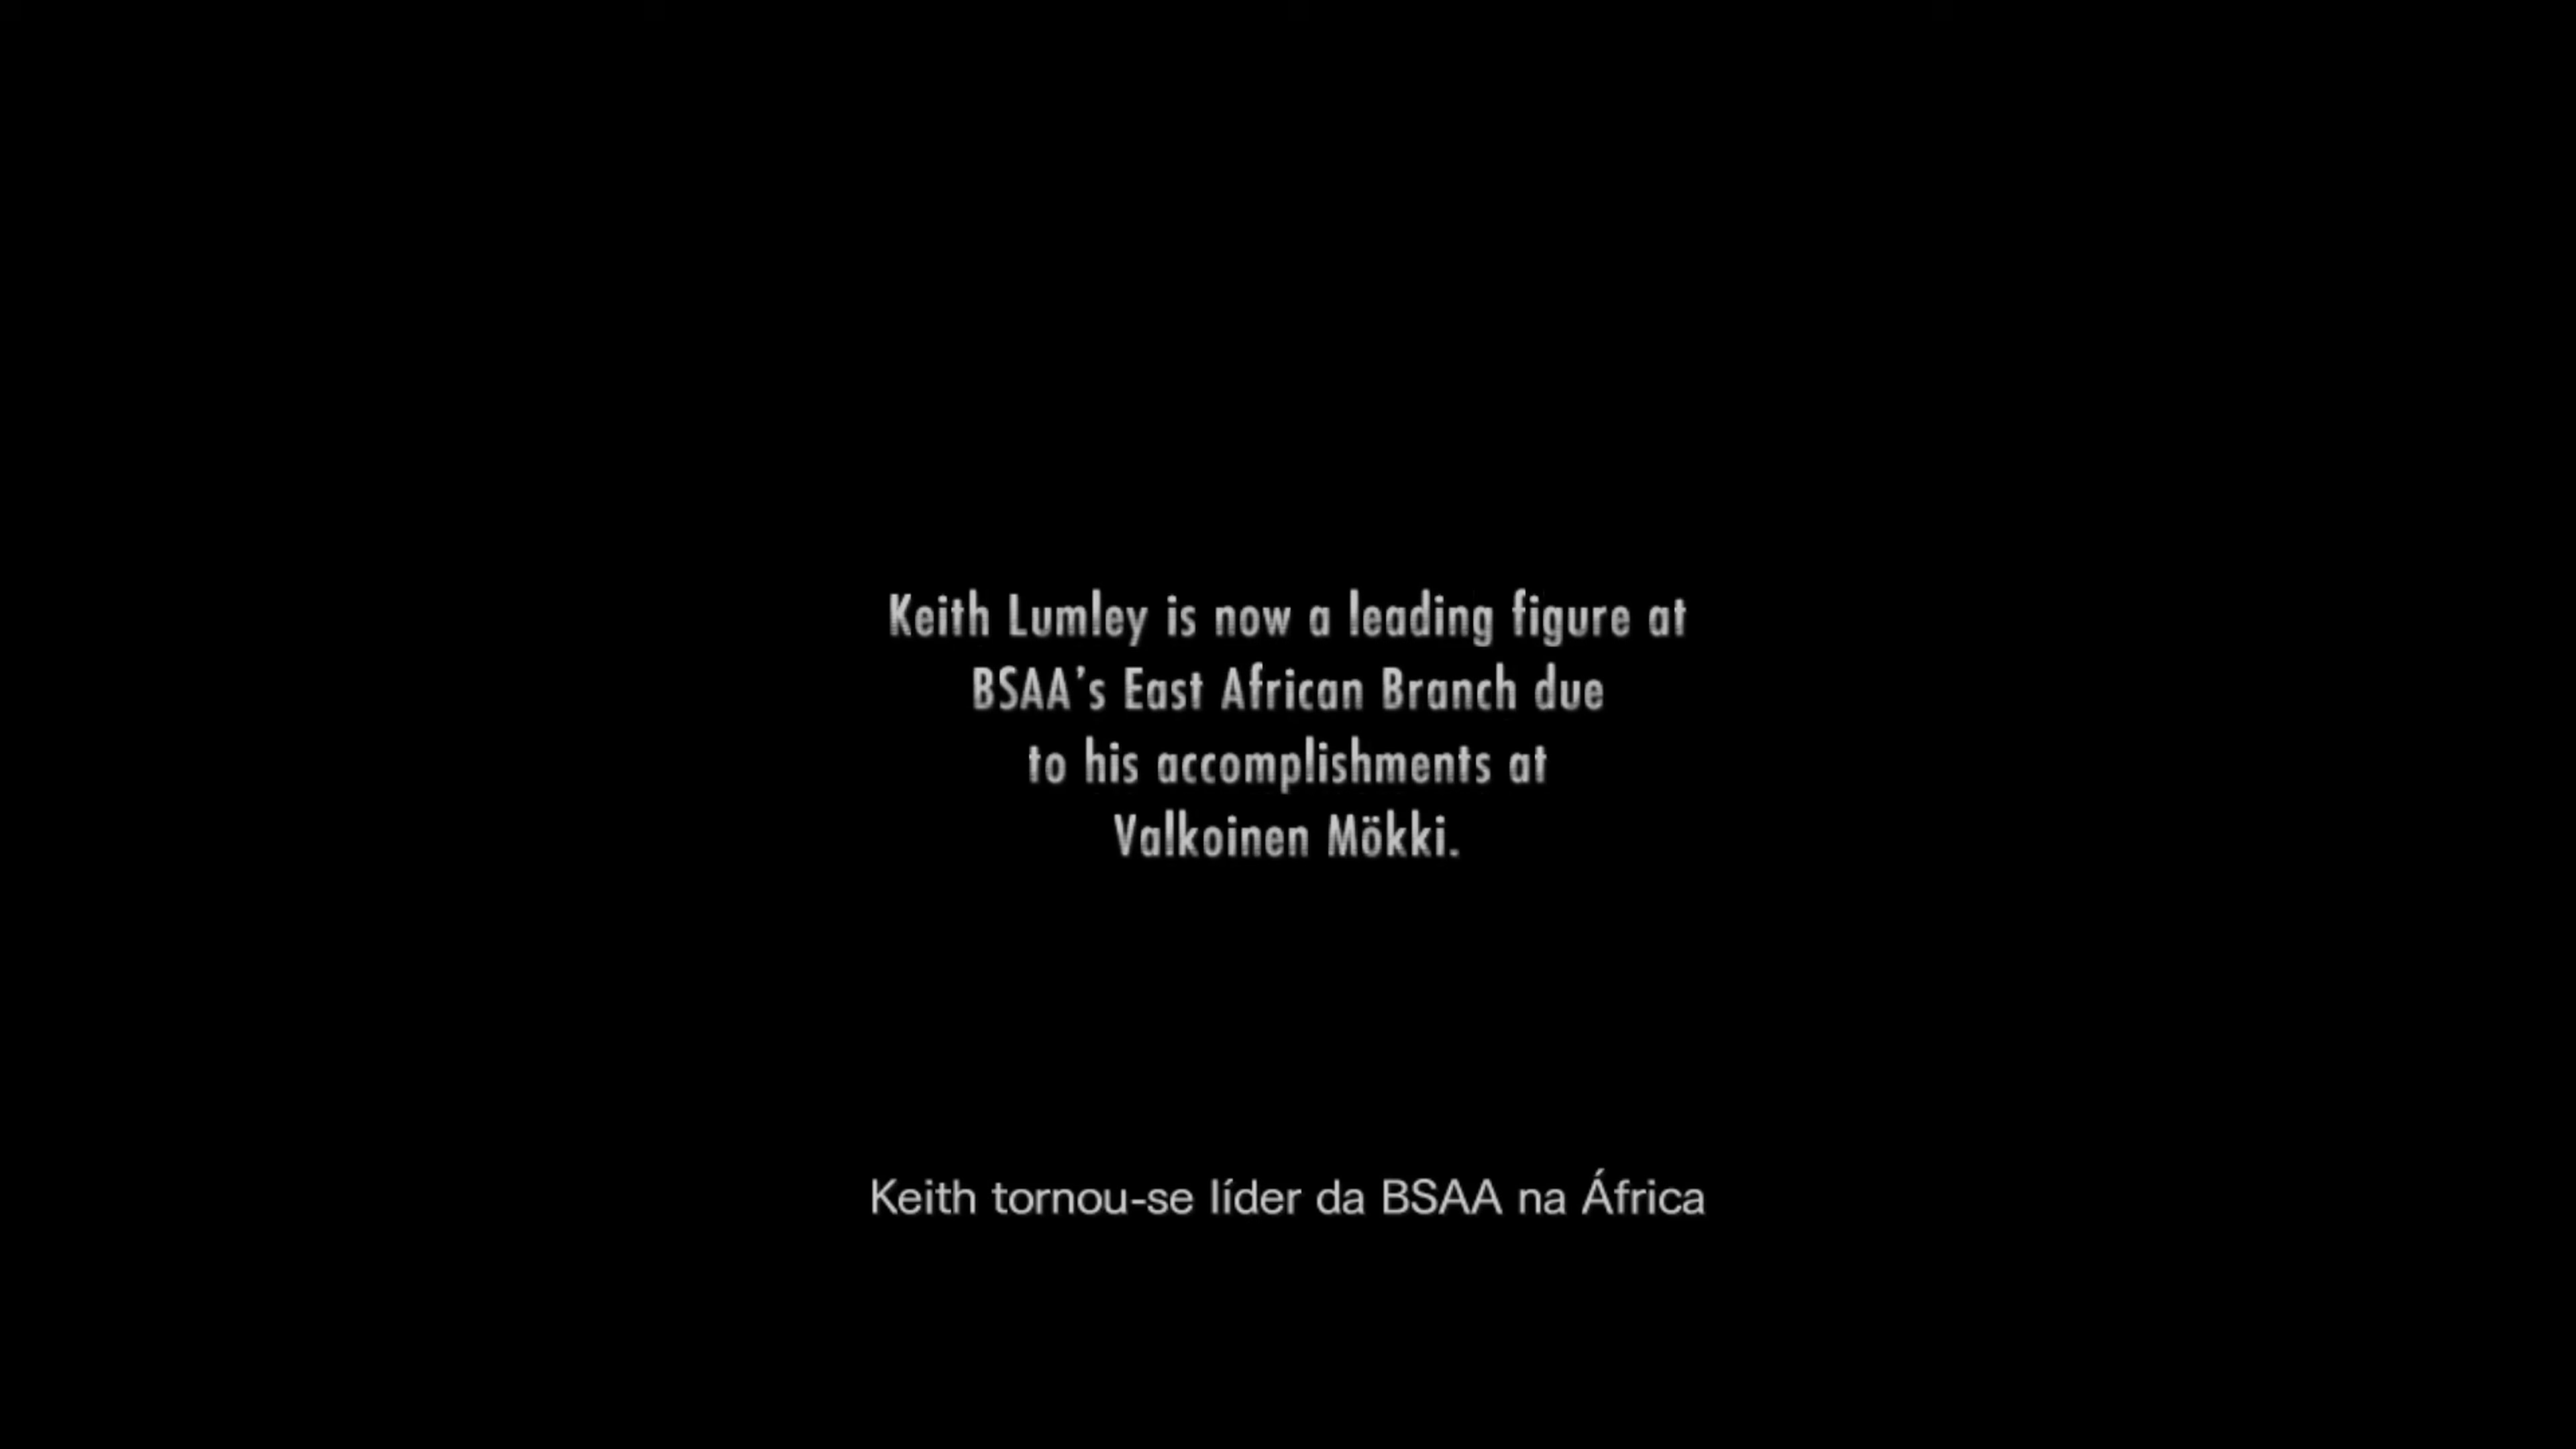 Keith Lumley is now a leading figure at
BSAA's East African Branch due
to his accomplishments at
Valkoinen Mökki.
Keith tornou-se líder da BSAA na África